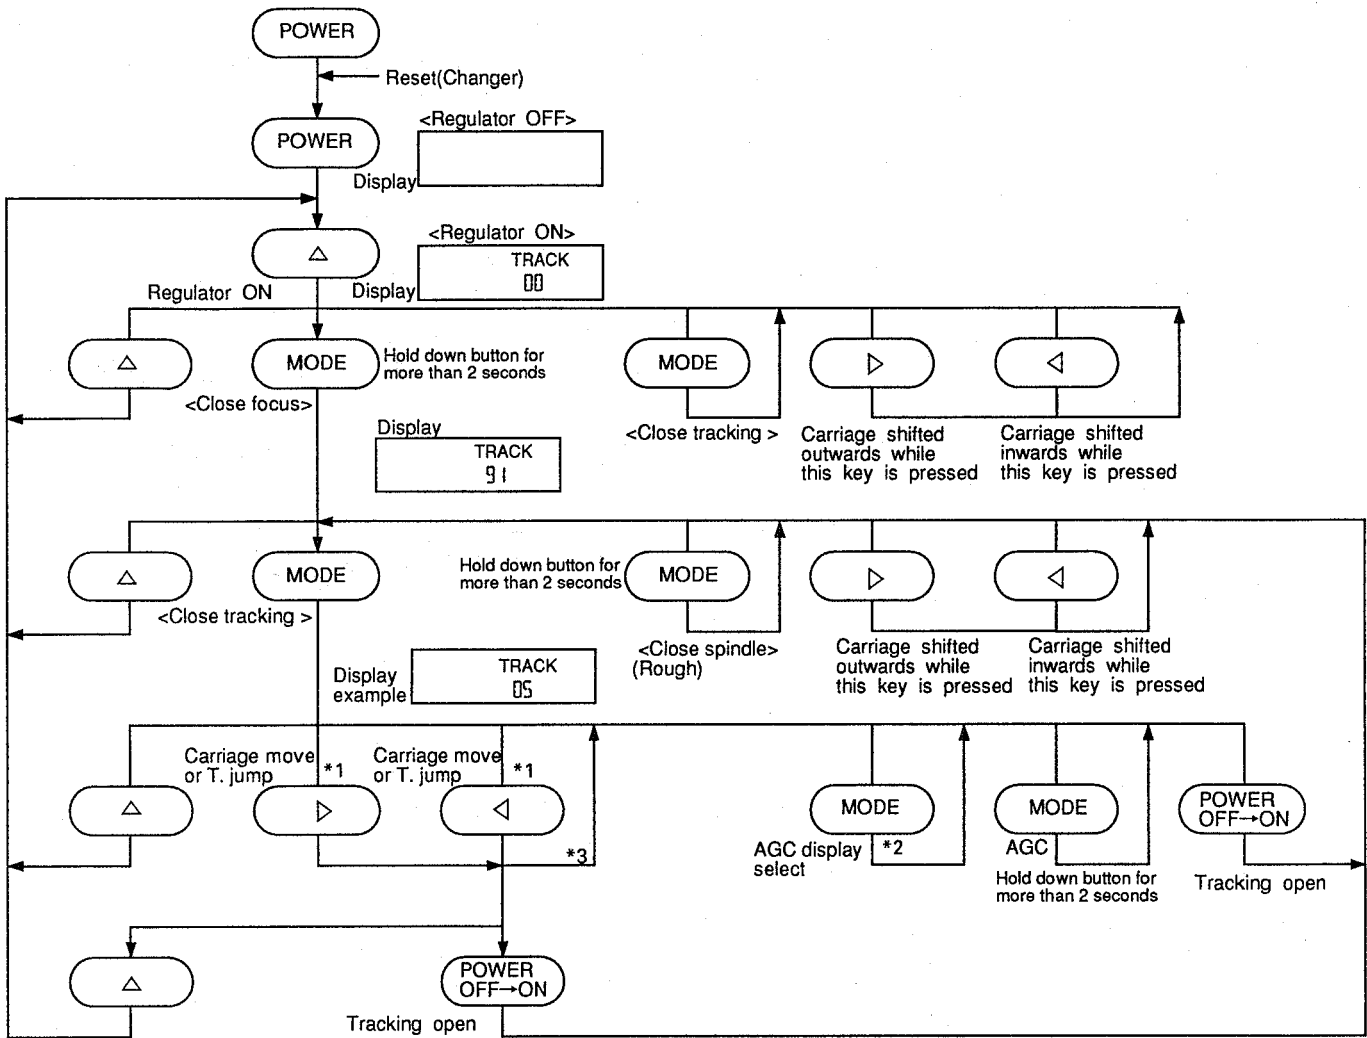 POWER
Reset(Changer)
POWER
<Regulator OFF>
Display
△
<Regulator ON>
TRACK
00
Display
Regulator ON
△
MODE
Hold down button for
more than 2 seconds
<Close focus>
MODE
<Close tracking >
▷
Carriage shifted
outwards while
this key is pressed
◁
Carriage shifted
inwards while
this key is pressed
Display
TRACK
91
△
MODE
<Close tracking >
Hold down button for
more than 2 seconds
MODE
<Close spindle>
(Rough)
▷
Carriage shifted
outwards while
this key is pressed
◁
Carriage shifted
inwards while
this key is pressed
Display
example
TRACK
05
△
Carriage move
or T. jump
*1
▷
Carriage move
or T. jump
*1
◁
*3
MODE
AGC display
select
*2
MODE
AGC
Hold down button for
more than 2 seconds
POWER
OFF→ON
Tracking open
△
POWER
OFF→ON
Tracking open